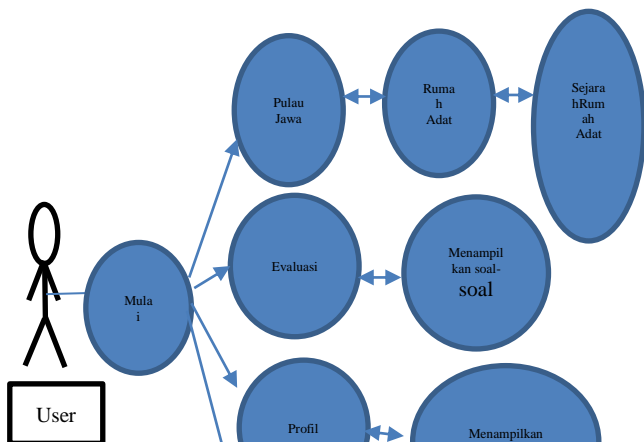 Pulau
Jawa
Ruma
h
Adat
Sejara
hRum
ah
Adat
Evaluasi
Menampil
kan soal-
soal
Mula
i
User
Profil
Menampilkan